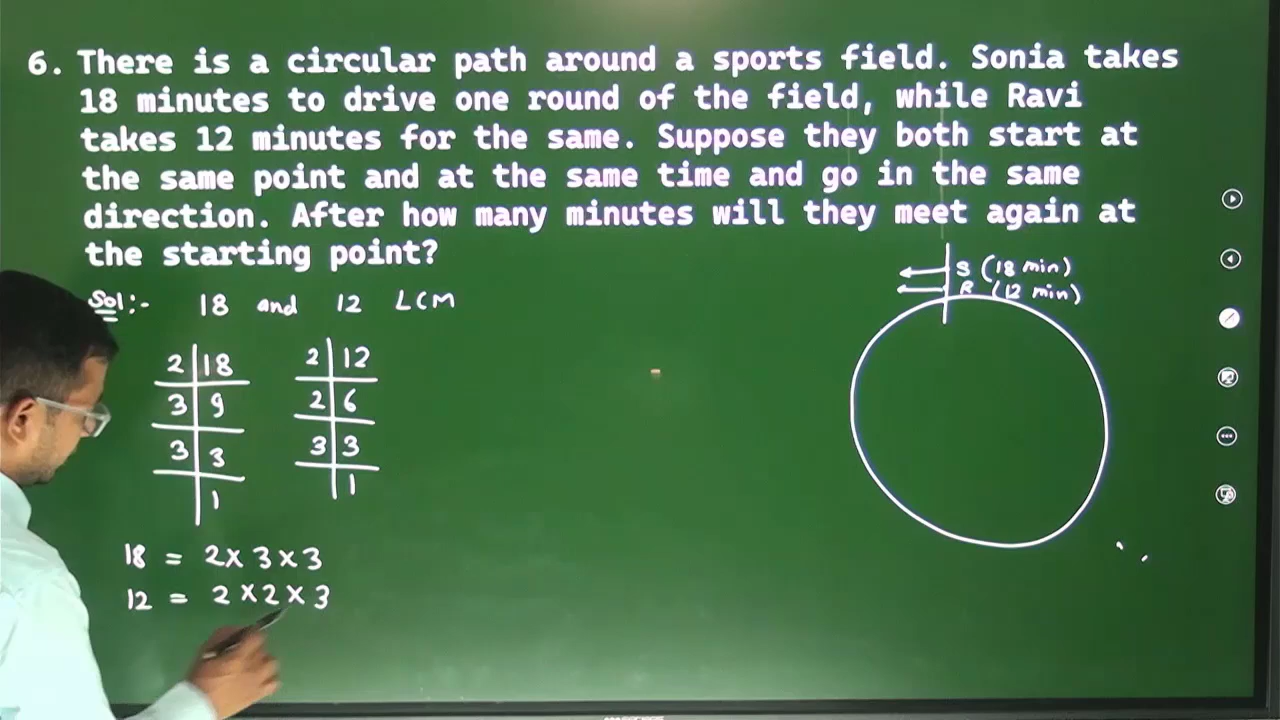 6. There is a circular path around a sports field. Sonia takes
18 minutes to drive one round of the field, while Ravi
takes 12 minutes for the same. Suppose they both start at
the same point and at the same time and go in the same
direction. After how many minutes will they meet again at
the starting point?
S (18 min)
R (12 min)
Sol:- 18 and 12 LCM
2 18 2 12
3 9 2 6
3 3 3 3
1 1
18 = 2 × 3 × 3
12 = 2 × 2 × 3